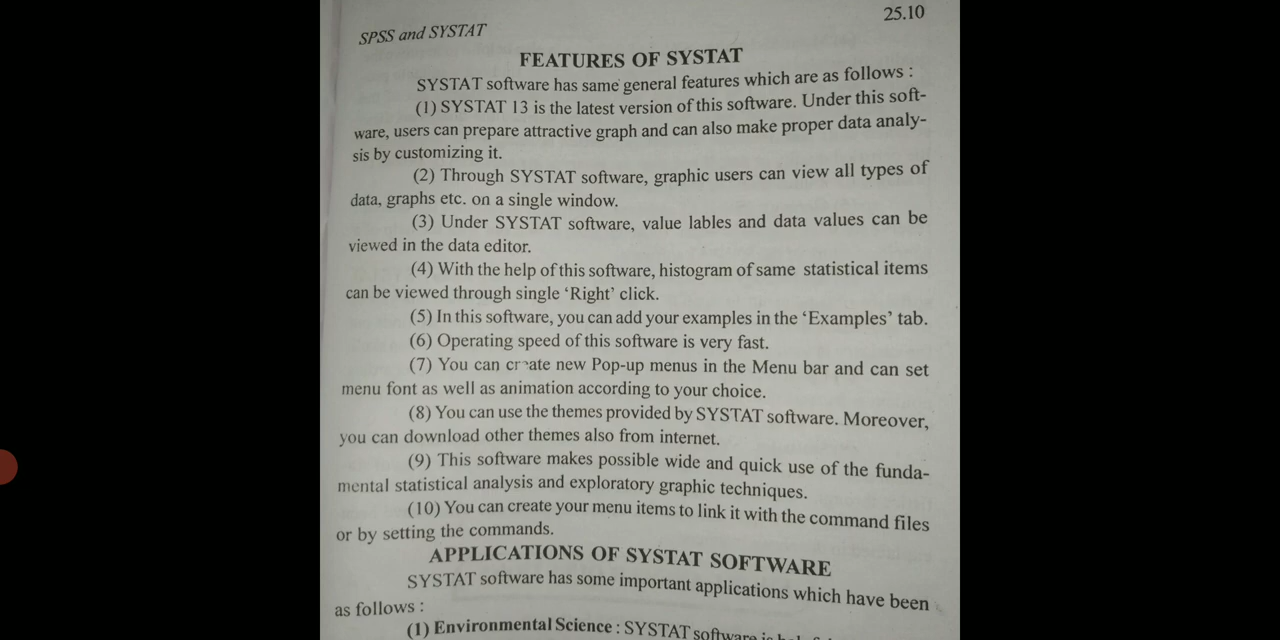 25.10
SPSS and SYSTAT
FEATURES OF SYSTAT
SYSTAT software has same general features which are as follows :
(1) SYSTAT 13 is the latest version of this software. Under this soft-
ware, users can prepare attractive graph and can also make proper data analy-
sis by customizing it.
(2) Through SYSTAT software, graphic users can view all types of
data, graphs etc. on a single window.
(3) Under SYSTAT software, value lables and data values can be
viewed in the data editor.
(4) With the help of this software, histogram of same statistical items
can be viewed through single ‘Right’ click.
(5) In this software, you can add your examples in the ‘Examples’ tab.
(6) Operating speed of this software is very fast.
(7) You can create new Pop-up menus in the Menu bar and can set
menu font as well as animation according to your choice.
(8) You can use the themes provided by SYSTAT software. Moreover,
you can download other themes also from internet.
(9) This software makes possible wide and quick use of the funda-
mental statistical analysis and exploratory graphic techniques.
(10) You can create your menu items to link it with the command files
or by setting the commands.
APPLICATIONS OF SYSTAT SOFTWARE
SYSTAT software has some important applications which have been
as follows :
(1) Environmental Science : SYSTAT software is